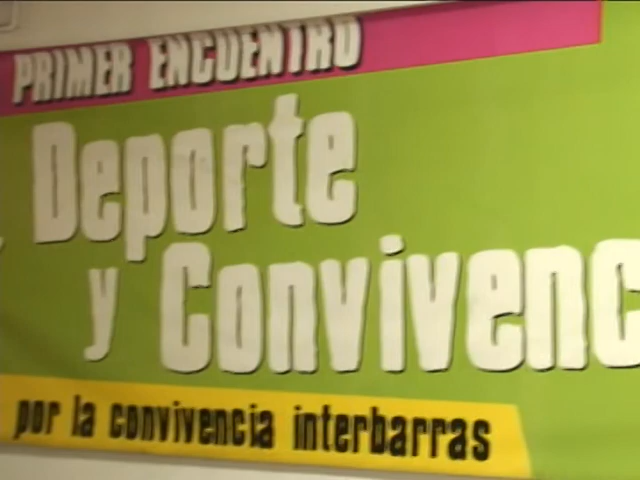 PRIMER ENCUENTRO
Deporte
y Convivenc
por la convivencia interbarras